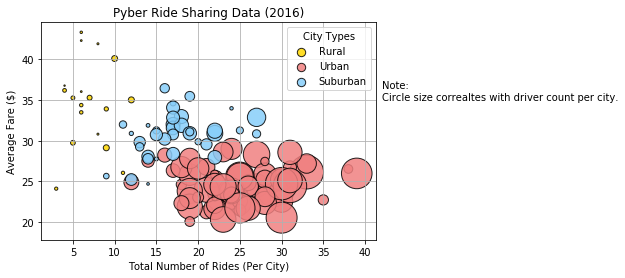 Pyber Ride Sharing Data (2016)
City Types
Rural
Urban
Suburban
Average Fare ($)
40
35
30
25
20
5
10
15
20
25
30
35
40
Total Number of Rides (Per City)
Note:
Circle size correaltes with driver count per city.